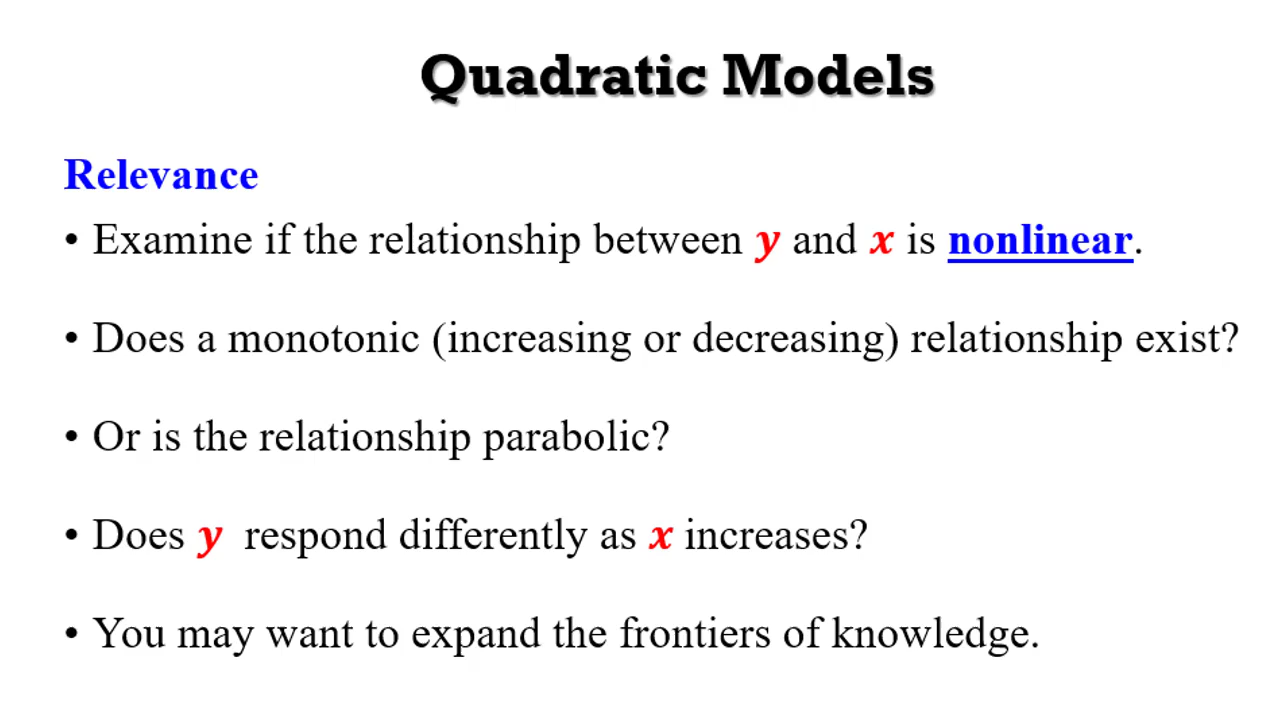 Quadratic Models
Relevance
• Examine if the relationship between y and x is nonlinear.
• Does a monotonic (increasing or decreasing) relationship exist?
• Or is the relationship parabolic?
• Does y respond differently as x increases?
• You may want to expand the frontiers of knowledge.